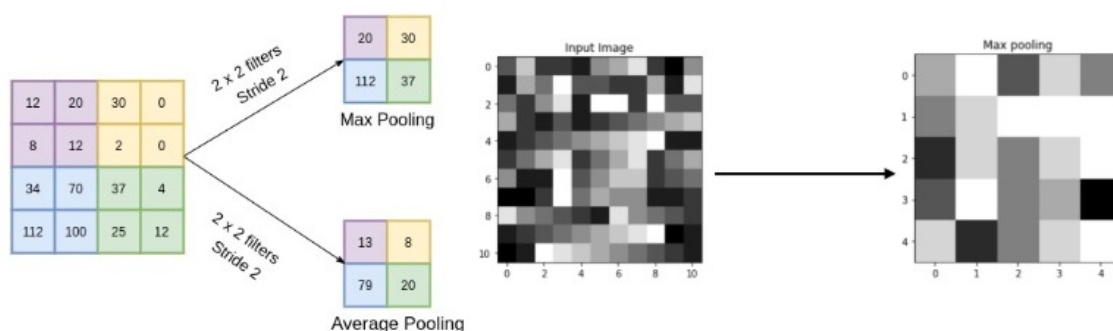 12 20 30 0
8 12 2 0
34 70 37 4
112 100 25 12
2 x 2 filters
Stride 2
20 30
112 37
Max Pooling
2 x 2 filters
Stride 2
13 8
79 20
Average Pooling
Input Image
0
2
4
6
8
10
0 2 4 6 8 10
Max pooling
0
1
2
3
4
0 1 2 3 4